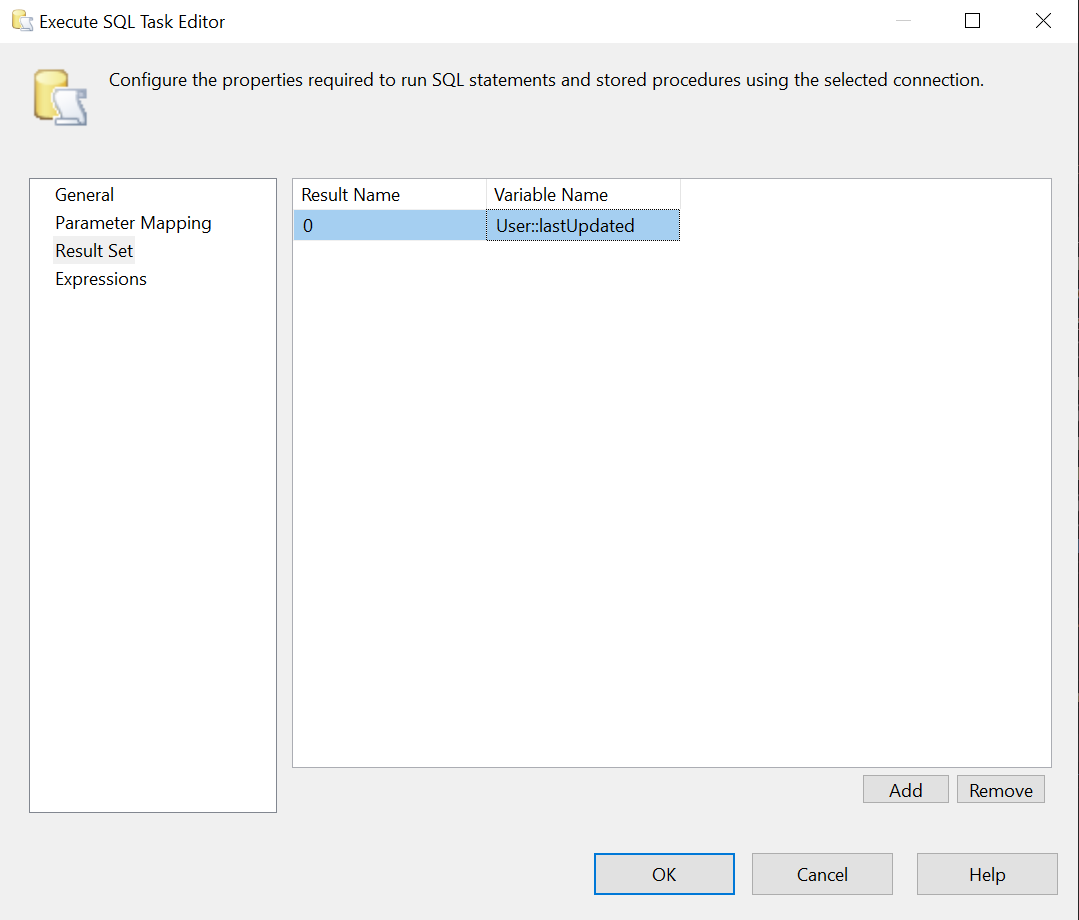 Execute SQL Task Editor
Configure the properties required to run SQL statements and stored procedures using the selected connection.
General
Parameter Mapping
Result Set
Expressions
Result Name Variable Name
0 User::lastUpdated
Add Remove
OK Cancel Help